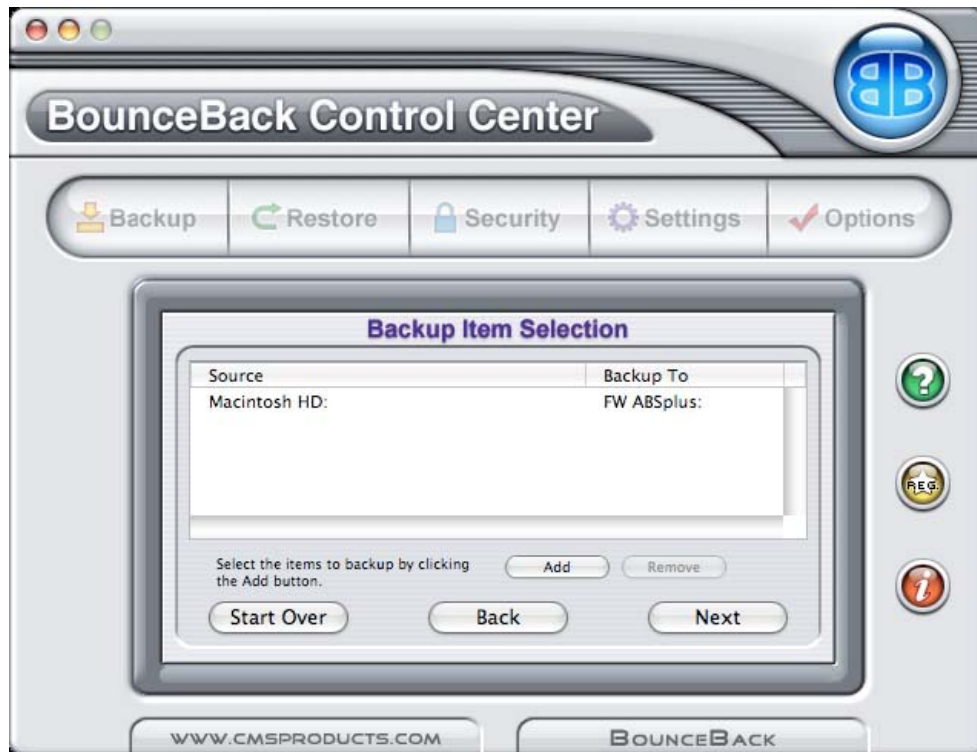 BB
BounceBack Control Center
Backup Restore Security Settings Options
Backup Item Selection
Source Backup To
Macintosh HD: FW ABSplus:
Select the items to backup by clicking
the Add button.
Add Remove
Start Over Back Next
?
REG.
i
WWW.CMSPRODUCTS.COM BOUNCEBACK